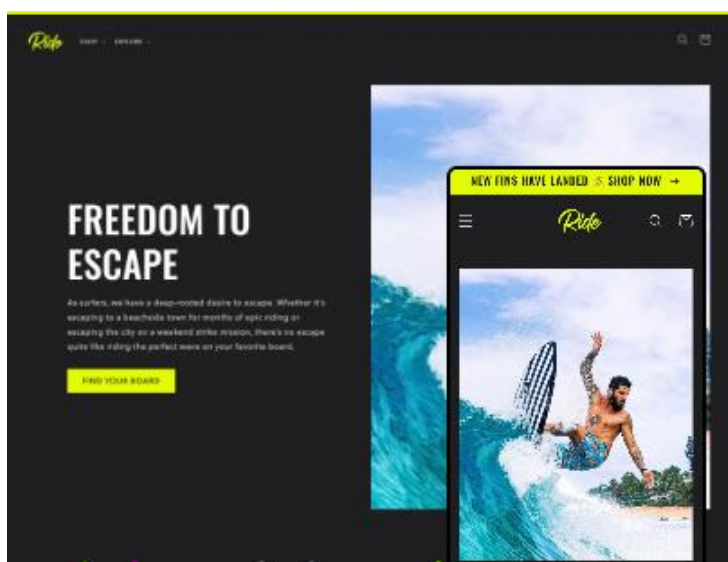 Ride
SHOP EXPLORE
FREEDOM TO
ESCAPE
As surfers, we have a deep-rooted desire to escape. Whether it's
escaping to a beachside town for months of epic riding or
escaping the city on a weekend strike mission, there's no escape
quite like riding the perfect wave on your favorite board.
FIND YOUR BOARD
NEW FINS HAVE LANDED SHOP NOW →
Ride